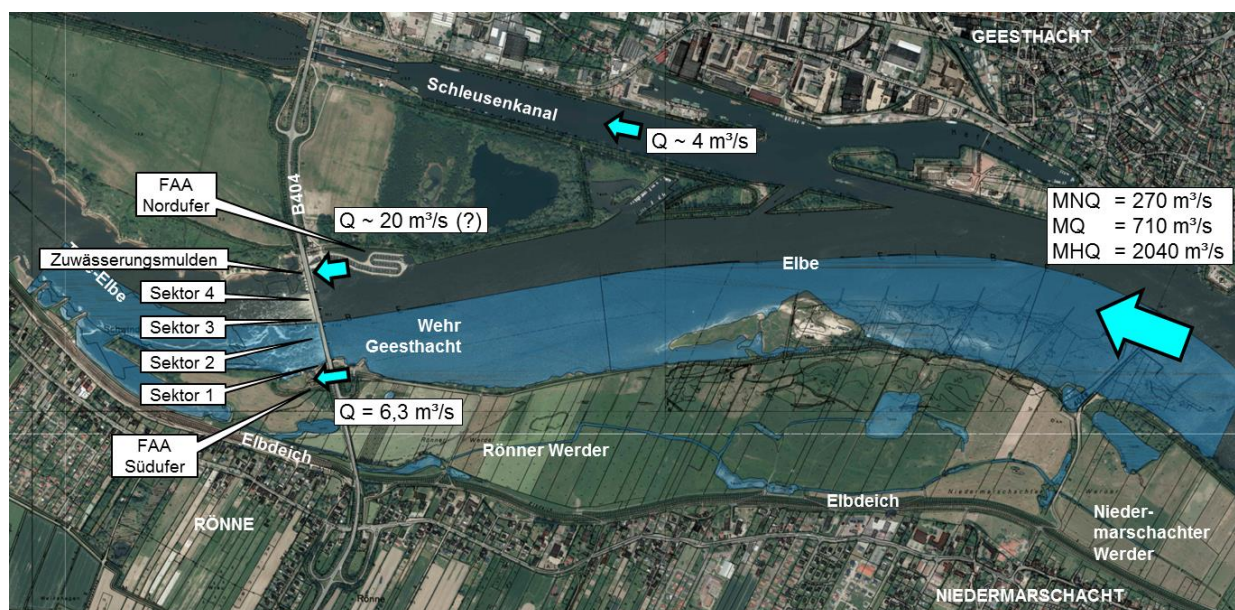 GEESTHACHT
Schleusenkanal
Q ~ 4 m³/s
MNQ = 270 m³/s
MQ = 710 m³/s
MHQ = 2040 m³/s
FAA
Nordufer
B404
Q ~ 20 m³/s (?)
Zuwässerungsmulden
Elbe
Sektor 4
Sektor 3
Wehr
Geesthacht
Sektor 2
Sektor 1
Q = 6,3 m³/s
FAA
Südufer
Elbdeich
Rönner Werder
Elbdeich
RÖNNE
Nieder-
marschachter
Werder
Rönne
NIEDERMARSCHACHT